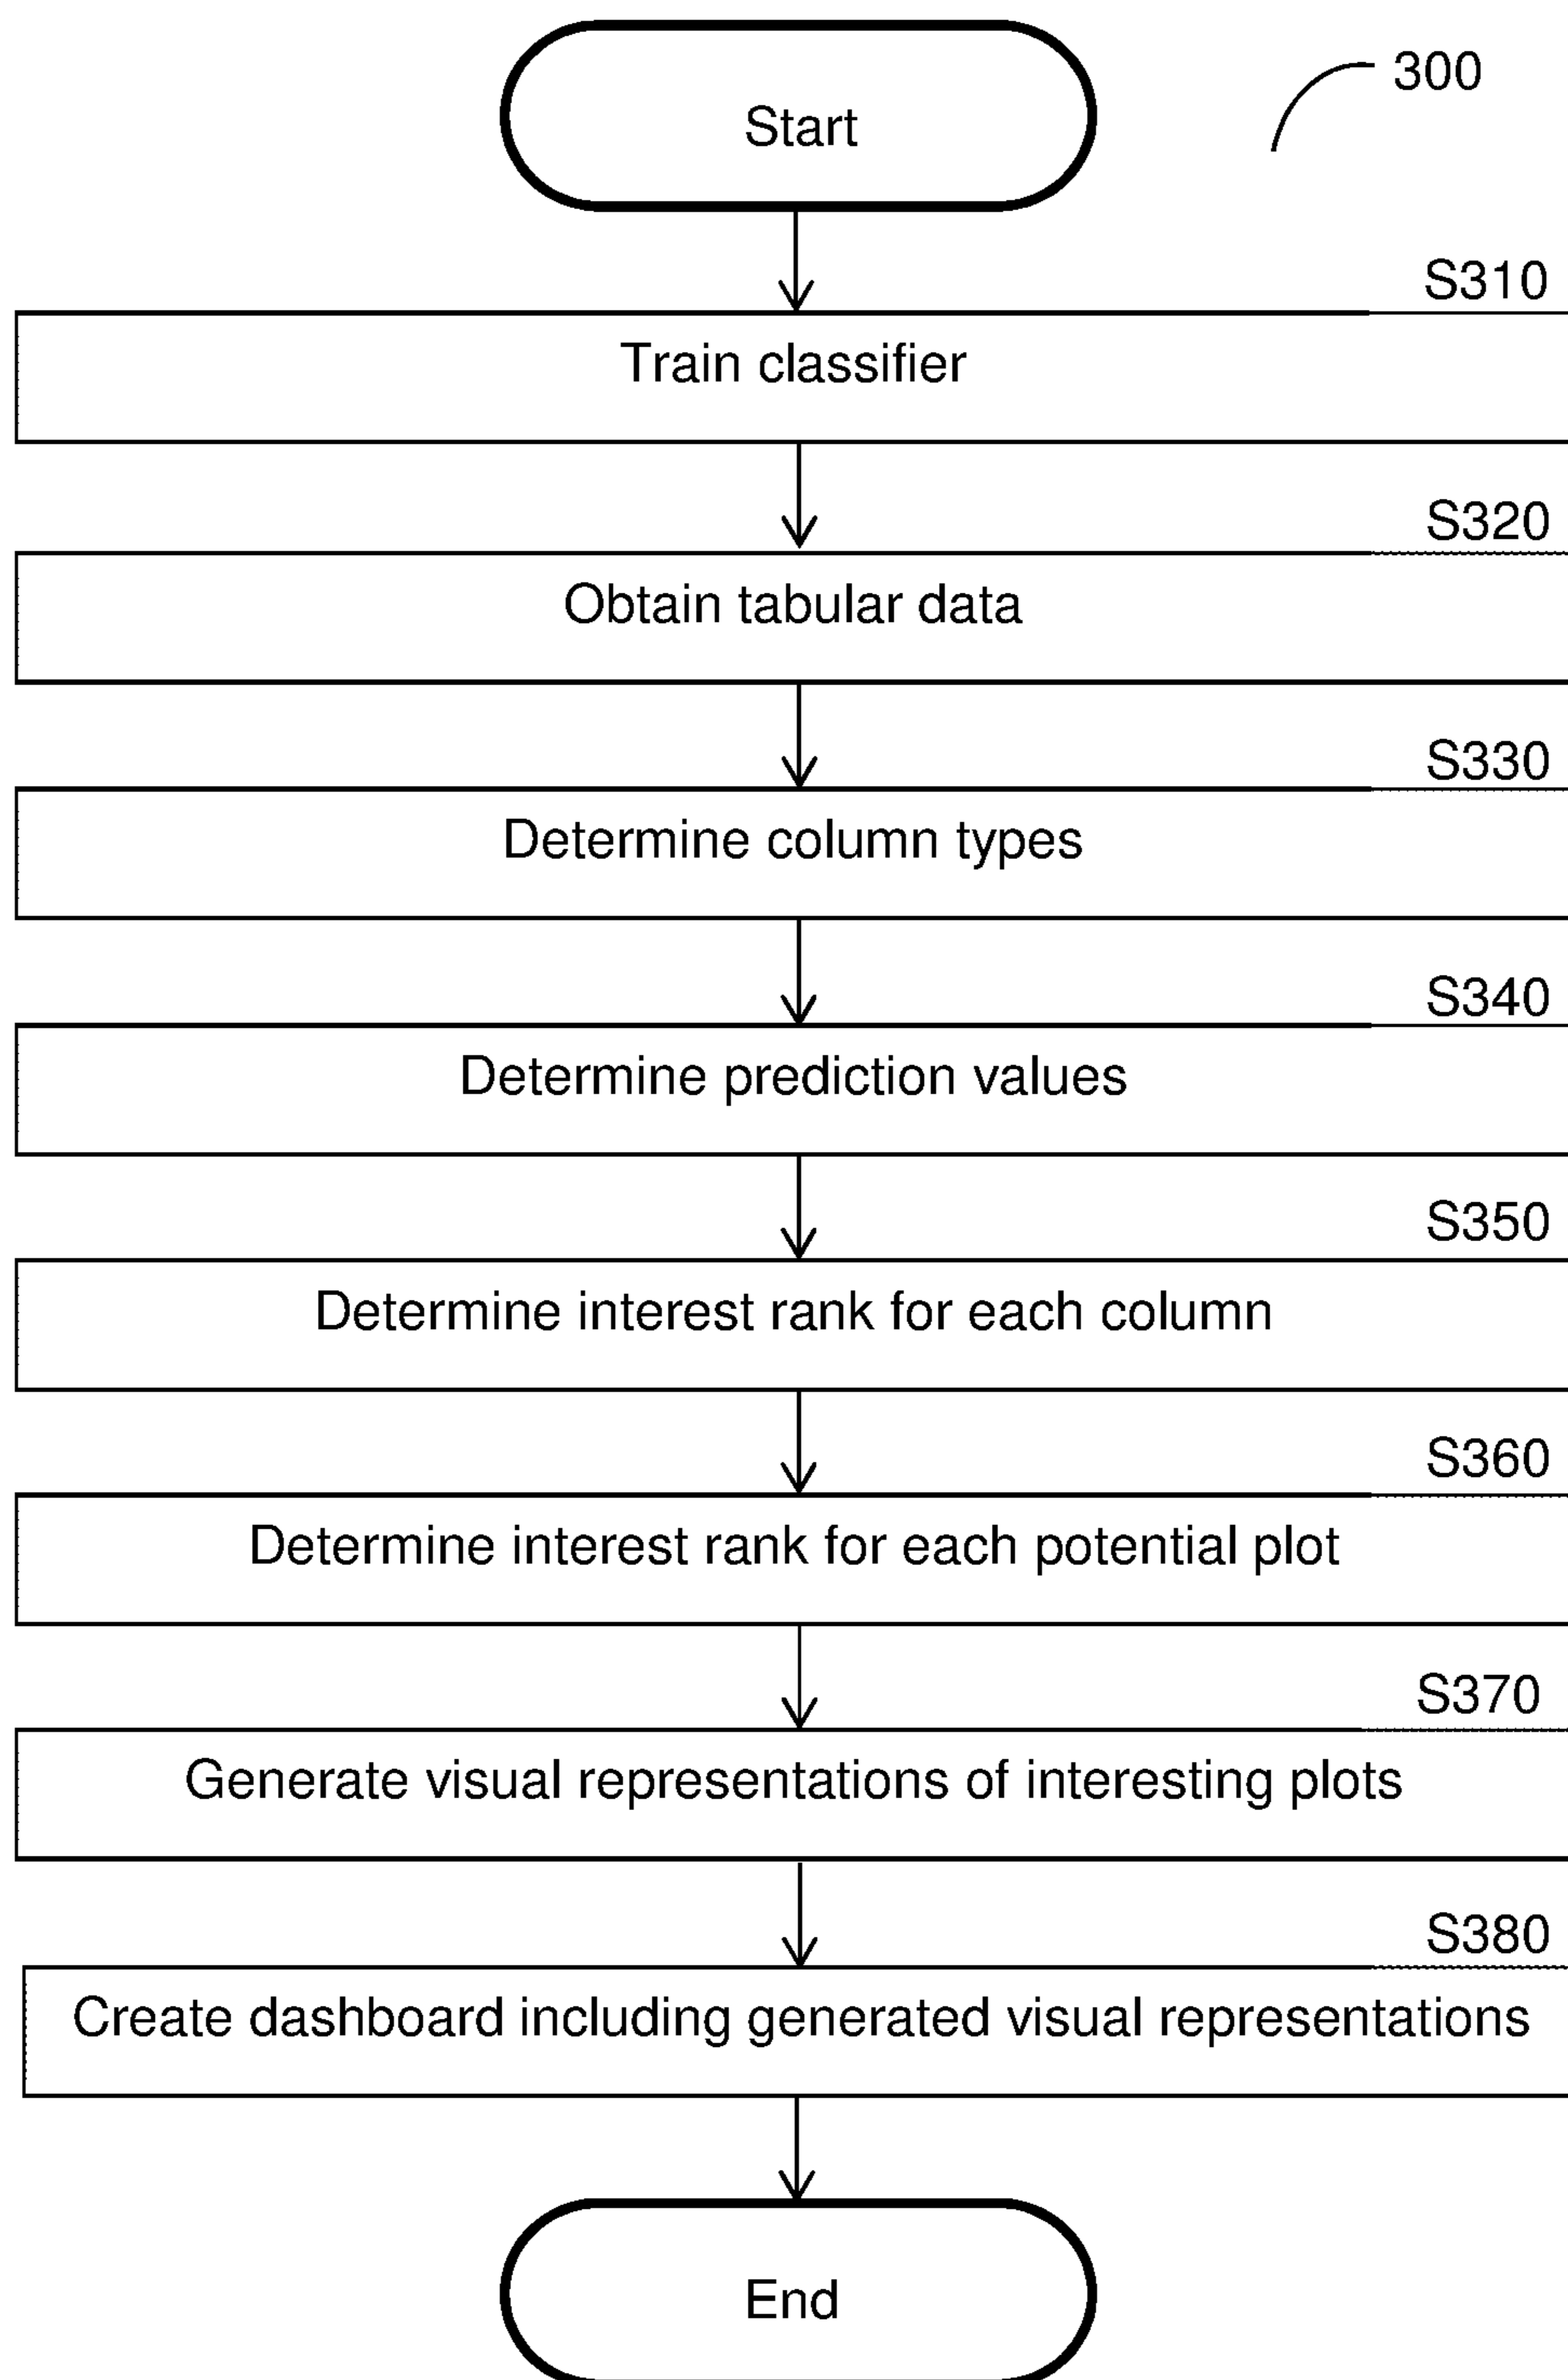 Start
300
S310
Train classifier
S320
Obtain tabular data
S330
Determine column types
S340
Determine prediction values
S350
Determine interest rank for each column
S360
Determine interest rank for each potential plot
S370
Generate visual representations of interesting plots
S380
Create dashboard including generated visual representations
End